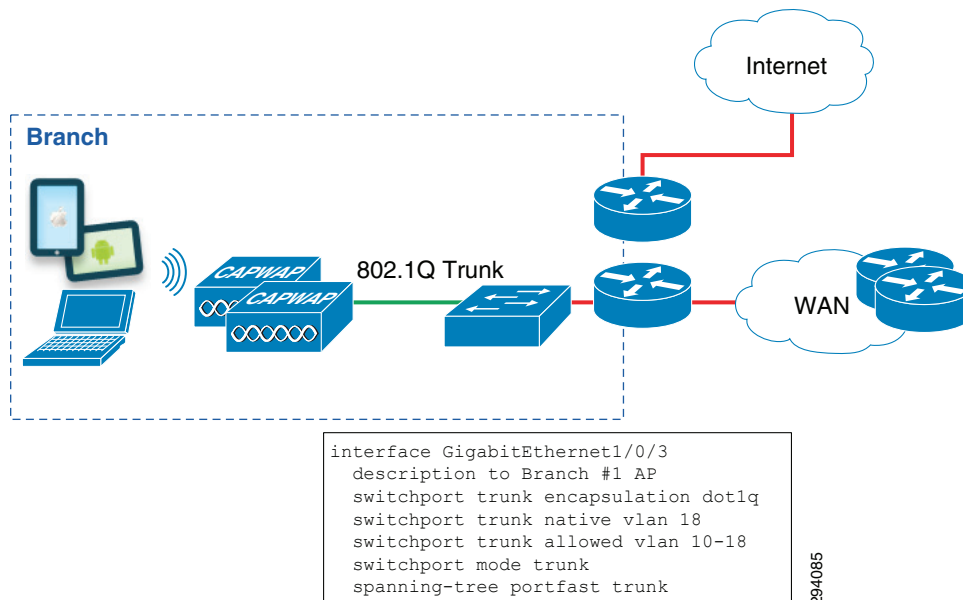 Internet
Branch
CAPWAP
CAPWAP
802.1Q Trunk
WAN
interface GigabitEthernet1/0/3
description to Branch #1 AP
switchport trunk encapsulation dot1q
switchport trunk native vlan 18
switchport trunk allowed vlan 10-18
switchport mode trunk
spanning-tree portfast trunk
294085